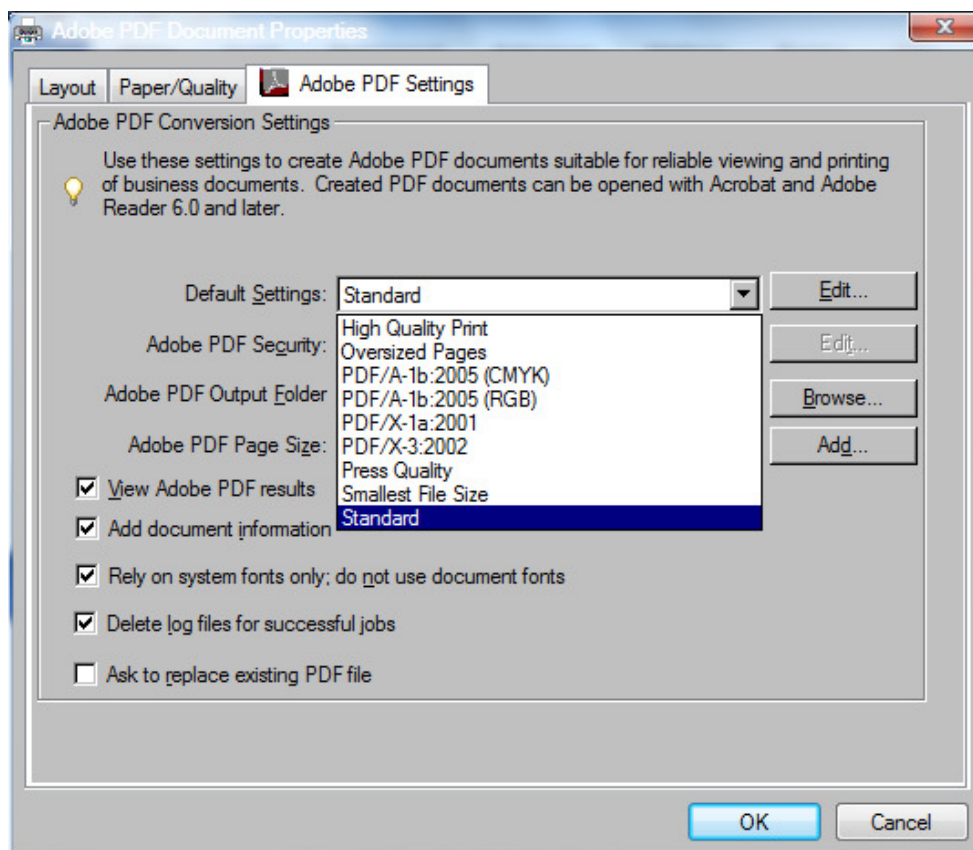 Adobe PDF Document Properties
Layout
Paper/Quality
Adobe PDF Settings
Adobe PDF Conversion Settings
Use these settings to create Adobe PDF documents suitable for reliable viewing and printing
of business documents. Created PDF documents can be opened with Acrobat and Adobe
Reader 6.0 and later.
Default Settings:
Standard
Edit...
High Quality Print
Oversized Pages
PDF/A-1b:2005 (CMYK)
PDF/A-1b:2005 (RGB)
PDF/X-1a:2001
PDF/X-3:2002
Press Quality
Smallest File Size
Standard
Adobe PDF Security:
Edit...
Adobe PDF Output Folder
Browse...
Adobe PDF Page Size:
Add...
View Adobe PDF results
Add document information
Rely on system fonts only; do not use document fonts
Delete log files for successful jobs
Ask to replace existing PDF file
OK
Cancel